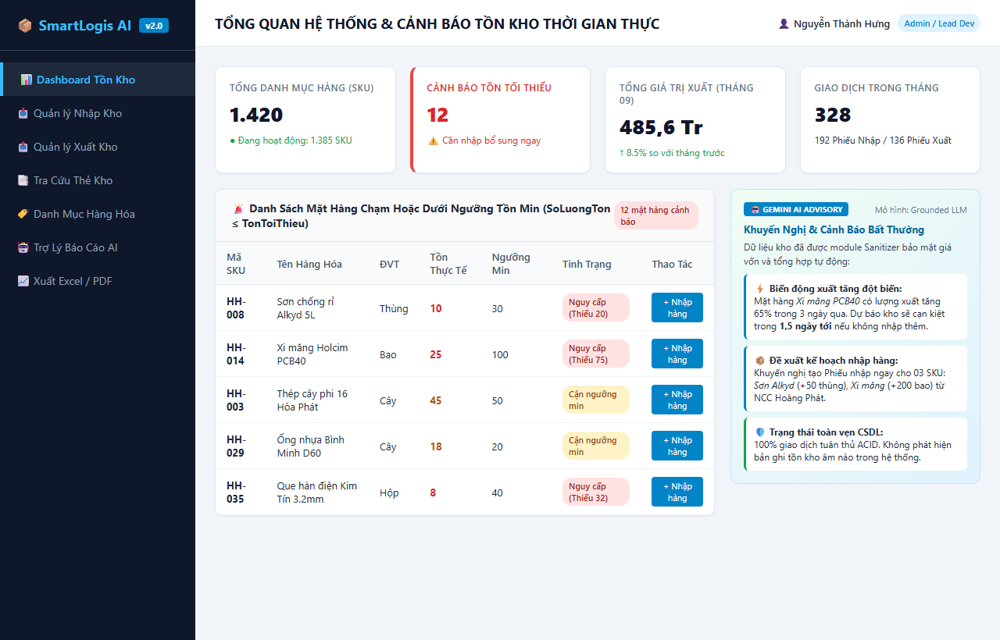 SmartLogis AI v2.0
Dashboard Tồn Kho
Quản lý Nhập Kho
Quản lý Xuất Kho
Tra Cứu Thẻ Kho
Danh Mục Hàng Hóa
Trợ Lý Báo Cáo AI
Xuất Excel / PDF
TỔNG QUAN HỆ THỐNG & CẢNH BÁO TỒN KHO THỜI GIAN THỰC
Nguyễn Thành Hưng Admin / Lead Dev
TỔNG DANH MỤC HÀNG (SKU)
1.420
● Đang hoạt động: 1.385 SKU
CẢNH BÁO TỒN TỐI THIỂU
12
⚠️ Cần nhập bổ sung ngay
TỔNG GIÁ TRỊ XUẤT (THÁNG
09)
485,6 Tr
↑ 8.5% so với tháng trước
GIAO DỊCH TRONG THÁNG
328
192 Phiếu Nhập / 136 Phiếu Xuất
Danh Sách Mặt Hàng Chạm Hoặc Dưới Ngưỡng Tồn Min (SoLuongTon
≤ TonToiThieu)
12 mặt hàng cảnh
báo
Mã
SKU
Tên Hàng Hóa
ĐVT
Tồn
Thực Tế
Ngưỡng
Min
Tình Trạng
Thao Tác
HH-
008
Sơn chống rỉ
Alkyd 5L
Thùng
10
30
Nguy cấp
(Thiếu 20)
+ Nhập
hàng
HH-
014
Xi măng Holcim
PCB40
Bao
25
100
Nguy cấp
(Thiếu 75)
+ Nhập
hàng
HH-
003
Thép cây phi 16
Hòa Phát
Cây
45
50
Cận ngưỡng
min
+ Nhập
hàng
HH-
029
Ống nhựa Bình
Minh D60
Cây
18
20
Cận ngưỡng
min
+ Nhập
hàng
HH-
035
Que hàn điện Kim
Tín 3.2mm
Hộp
8
40
Nguy cấp
(Thiếu 32)
+ Nhập
hàng
GEMINI AI ADVISORY
Mô hình: Grounded LLM
Khuyến Nghị & Cảnh Báo Bất Thường
Dữ liệu kho đã được module Sanitizer bảo mật giá
vốn và tổng hợp tự động:
Biến động xuất tăng đột biến:
Mặt hàng Xi măng PCB40 có lượng xuất tăng
65% trong 3 ngày qua. Dự báo kho sẽ cạn kiệt
trong 1,5 ngày tới nếu không nhập thêm.
Đề xuất kế hoạch nhập hàng:
Khuyến nghị tạo Phiếu nhập ngay cho 03 SKU:
Sơn Alkyd (+50 thùng), Xi măng (+200 bao) từ
NCC Hoàng Phát.
Trạng thái toàn vẹn CSDL:
100% giao dịch tuân thủ ACID. Không phát hiện
bản ghi tồn kho âm nào trong hệ thống.